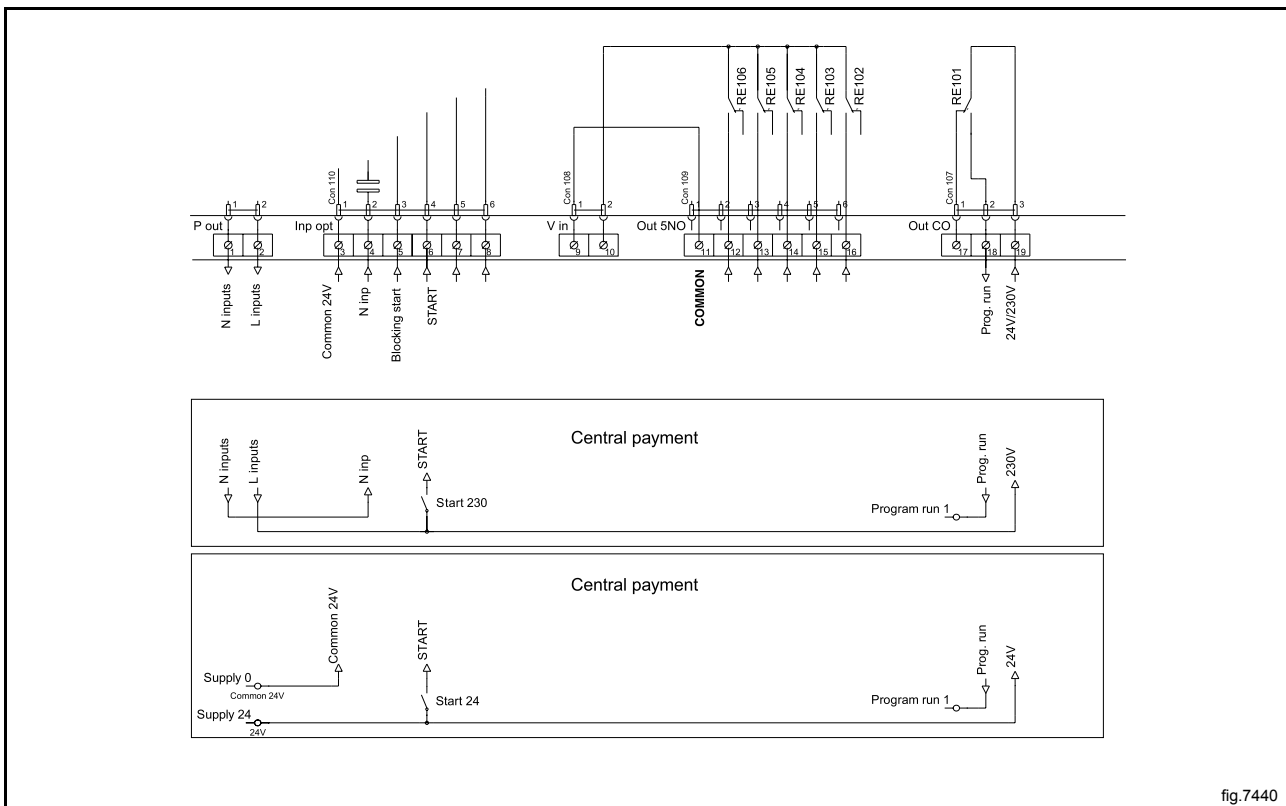 RE106
RE105
RE104
RE103
RE102
RE101
Con 110
Con 108
Con 109
Con 107
1 2
1 2 3 4 5 6
1 2
1 2 3 4 5 6
1 2 3
P out
Inp opt
V in
Out 5NO
Out CO
1 2
3 4 5 6 7 8
9 10
11 12 13 14 15 16
17 18 19
N inputs
L inputs
Common 24V
N inp
Blocking start
START
COMMON
Prog. run
24V/230V
Central payment
N inputs
L inputs
N inp
START
Start 230
Prog. run
230V
Program run 1
Central payment
Common 24V
START
Supply 0
Common 24V
Start 24
Supply 24
24V
Prog. run
24V
Program run 1
fig.7440